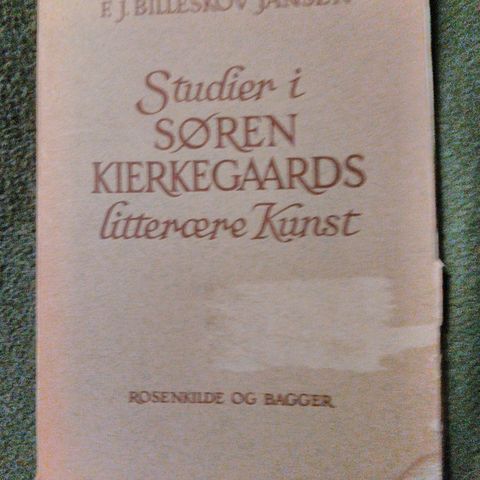 F. J. BILLESKOV JANSEN
Studier i
SØREN
KIERKEGAARDS
litterære Kunst
ROSENKILDE OG BAGGER